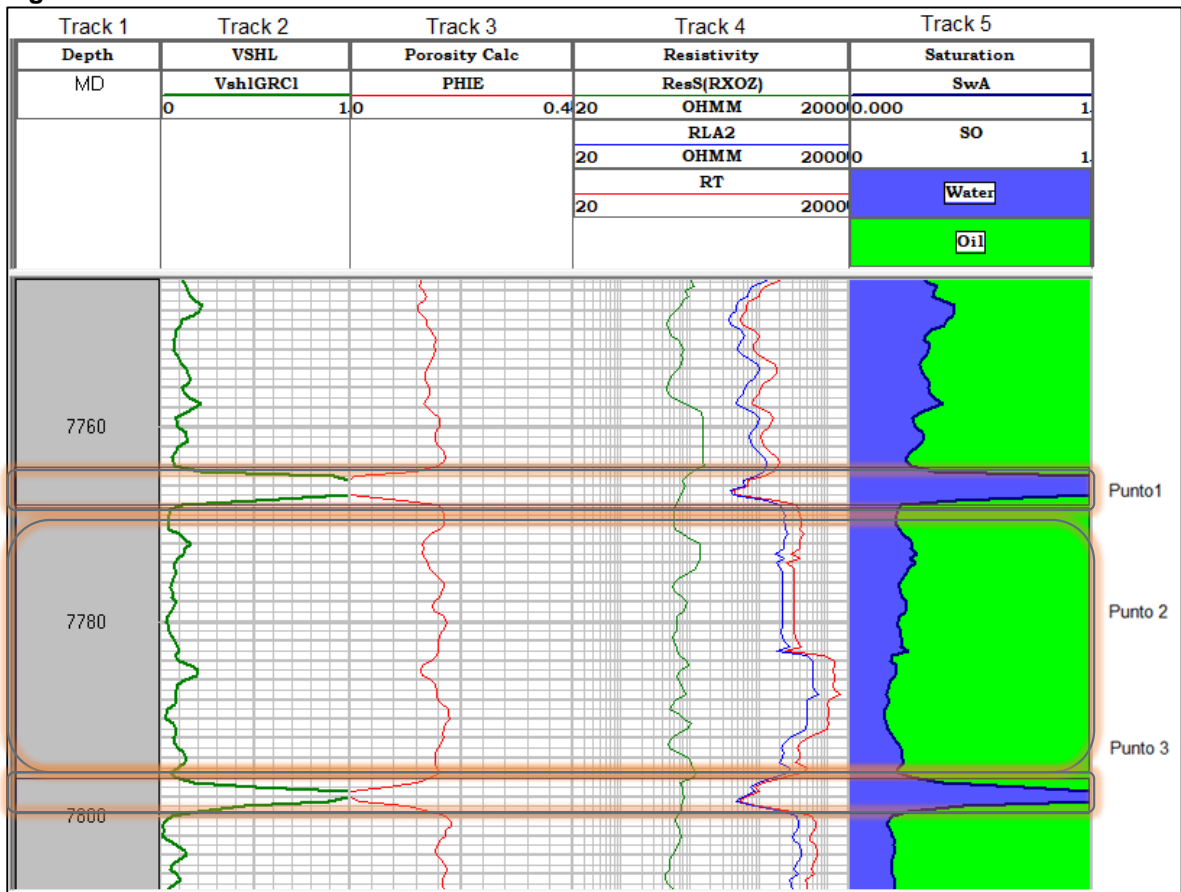 Track 1 Track 2 Track 3 Track 4 Track 5
Depth VSHL Porosity Calc Resistivity Saturation
MD VshlGRCl PHIE ResS(RXOZ) SwA
0 1 0 0.4 20 OHMM 2000 0.000 1.
RLA2 SO
20 OHMM 2000 0 1.
RT
20 2000
Water
Oil
7760
Punto1
7780
Punto 2
Punto 3
7800